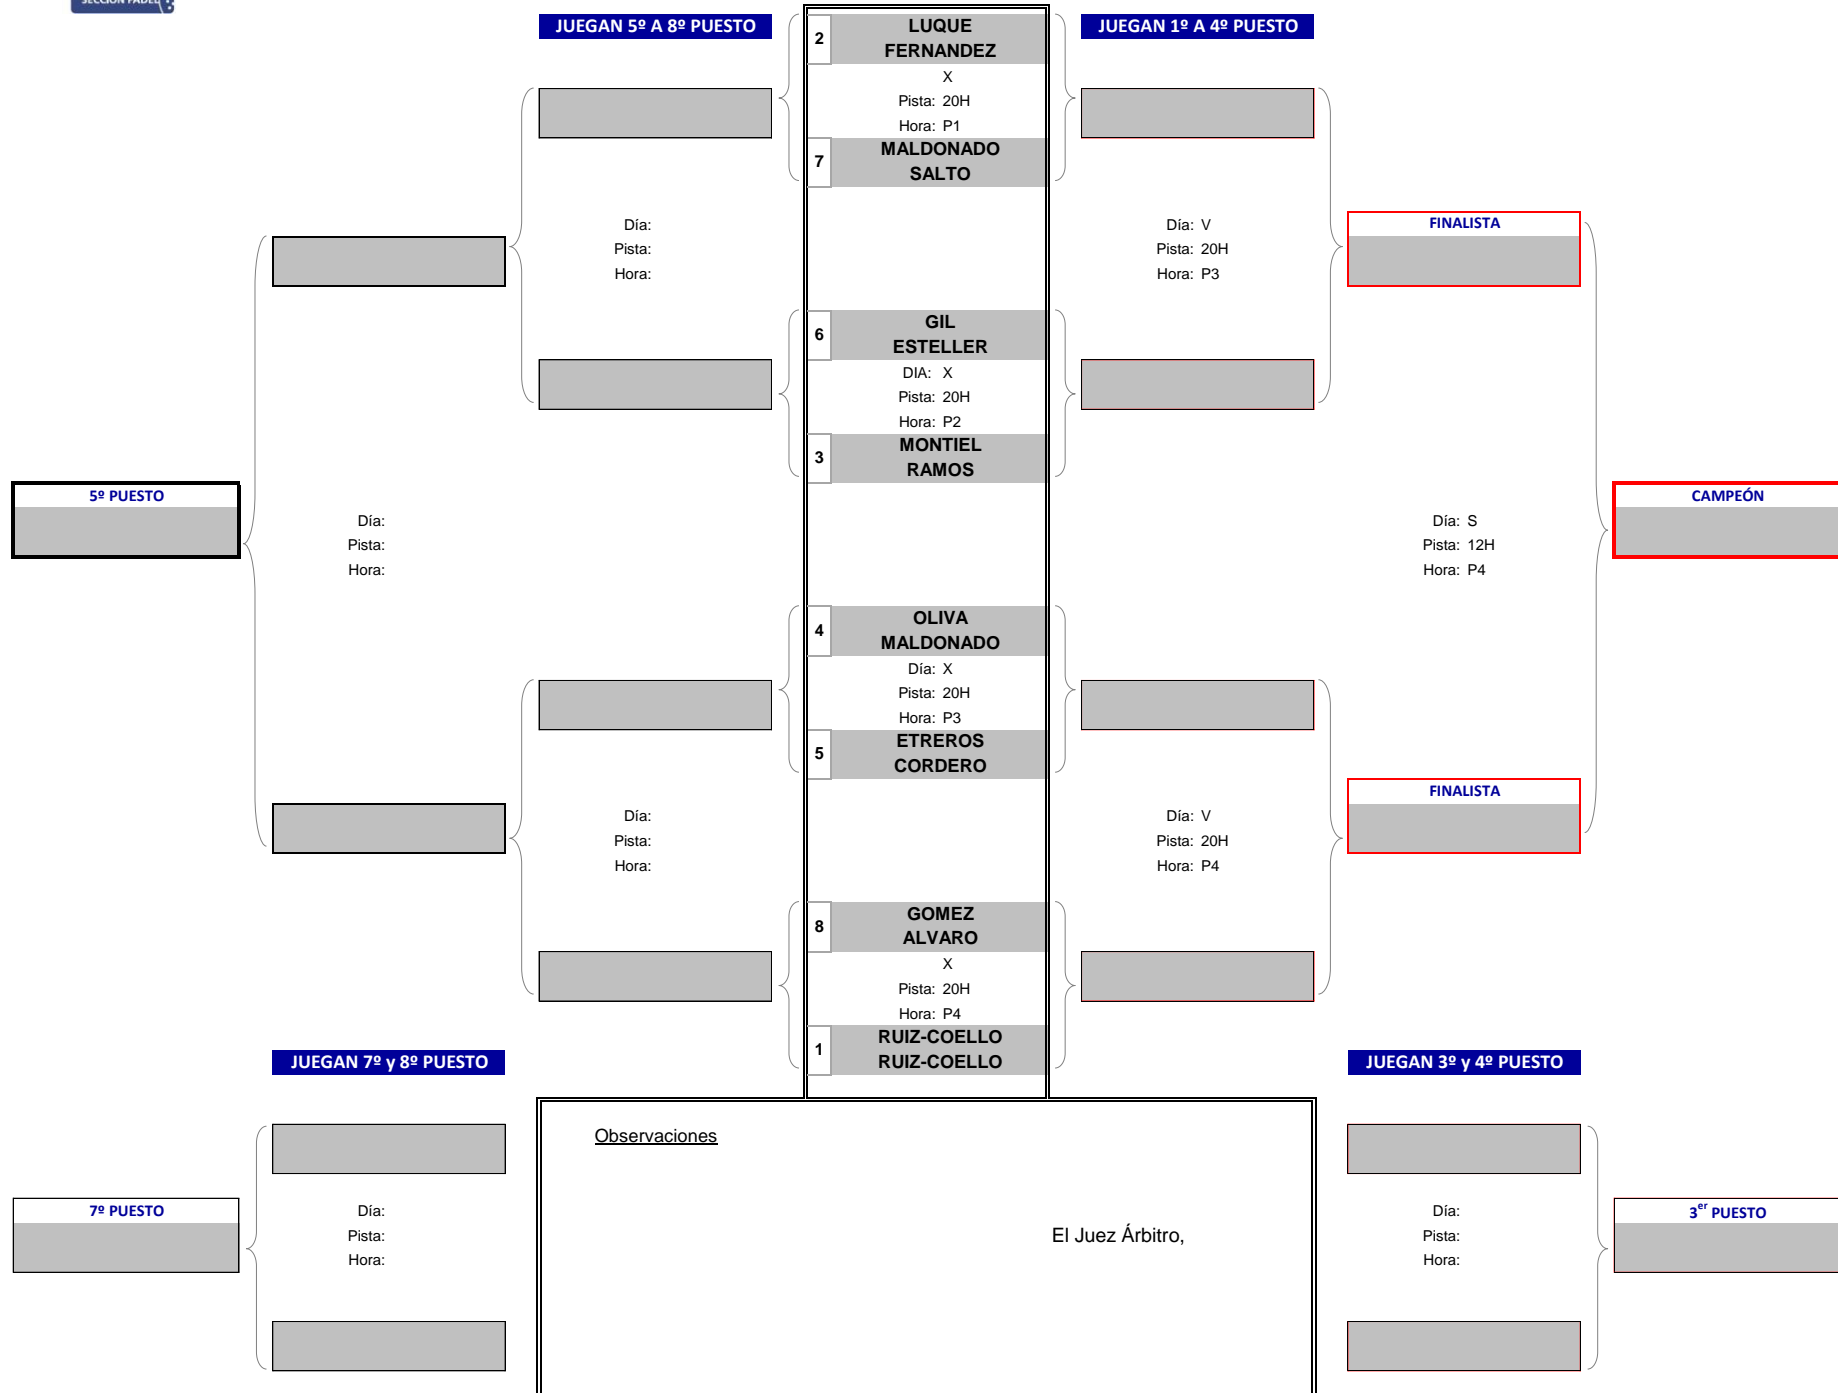 SECCIÓN PADEL
JUEGAN 5º A 8º PUESTO
2
LUQUE
FERNANDEZ
JUEGAN 1º A 4º PUESTO
X
Pista: 20H
Hora: P1
7
MALDONADO
SALTO
Día:
Pista:
Hora:
Día: V
Pista: 20H
Hora: P3
FINALISTA
6
GIL
ESTELLER
DIA: X
Pista: 20H
Hora: P2
3
MONTIEL
RAMOS
5º PUESTO
Día:
Pista:
Hora:
Día: S
Pista: 12H
Hora: P4
CAMPEÓN
4
OLIVA
MALDONADO
Día: X
Pista: 20H
Hora: P3
5
ETREROS
CORDERO
Día:
Pista:
Hora:
Día: V
Pista: 20H
Hora: P4
FINALISTA
8
GOMEZ
ALVARO
X
Pista: 20H
Hora: P4
1
RUIZ-COELLO
RUIZ-COELLO
JUEGAN 7º y 8º PUESTO
JUEGAN 3º y 4º PUESTO
Observaciones
7º PUESTO
Día:
Pista:
Hora:
El Juez Árbitro,
Día:
Pista:
Hora:
3er PUESTO